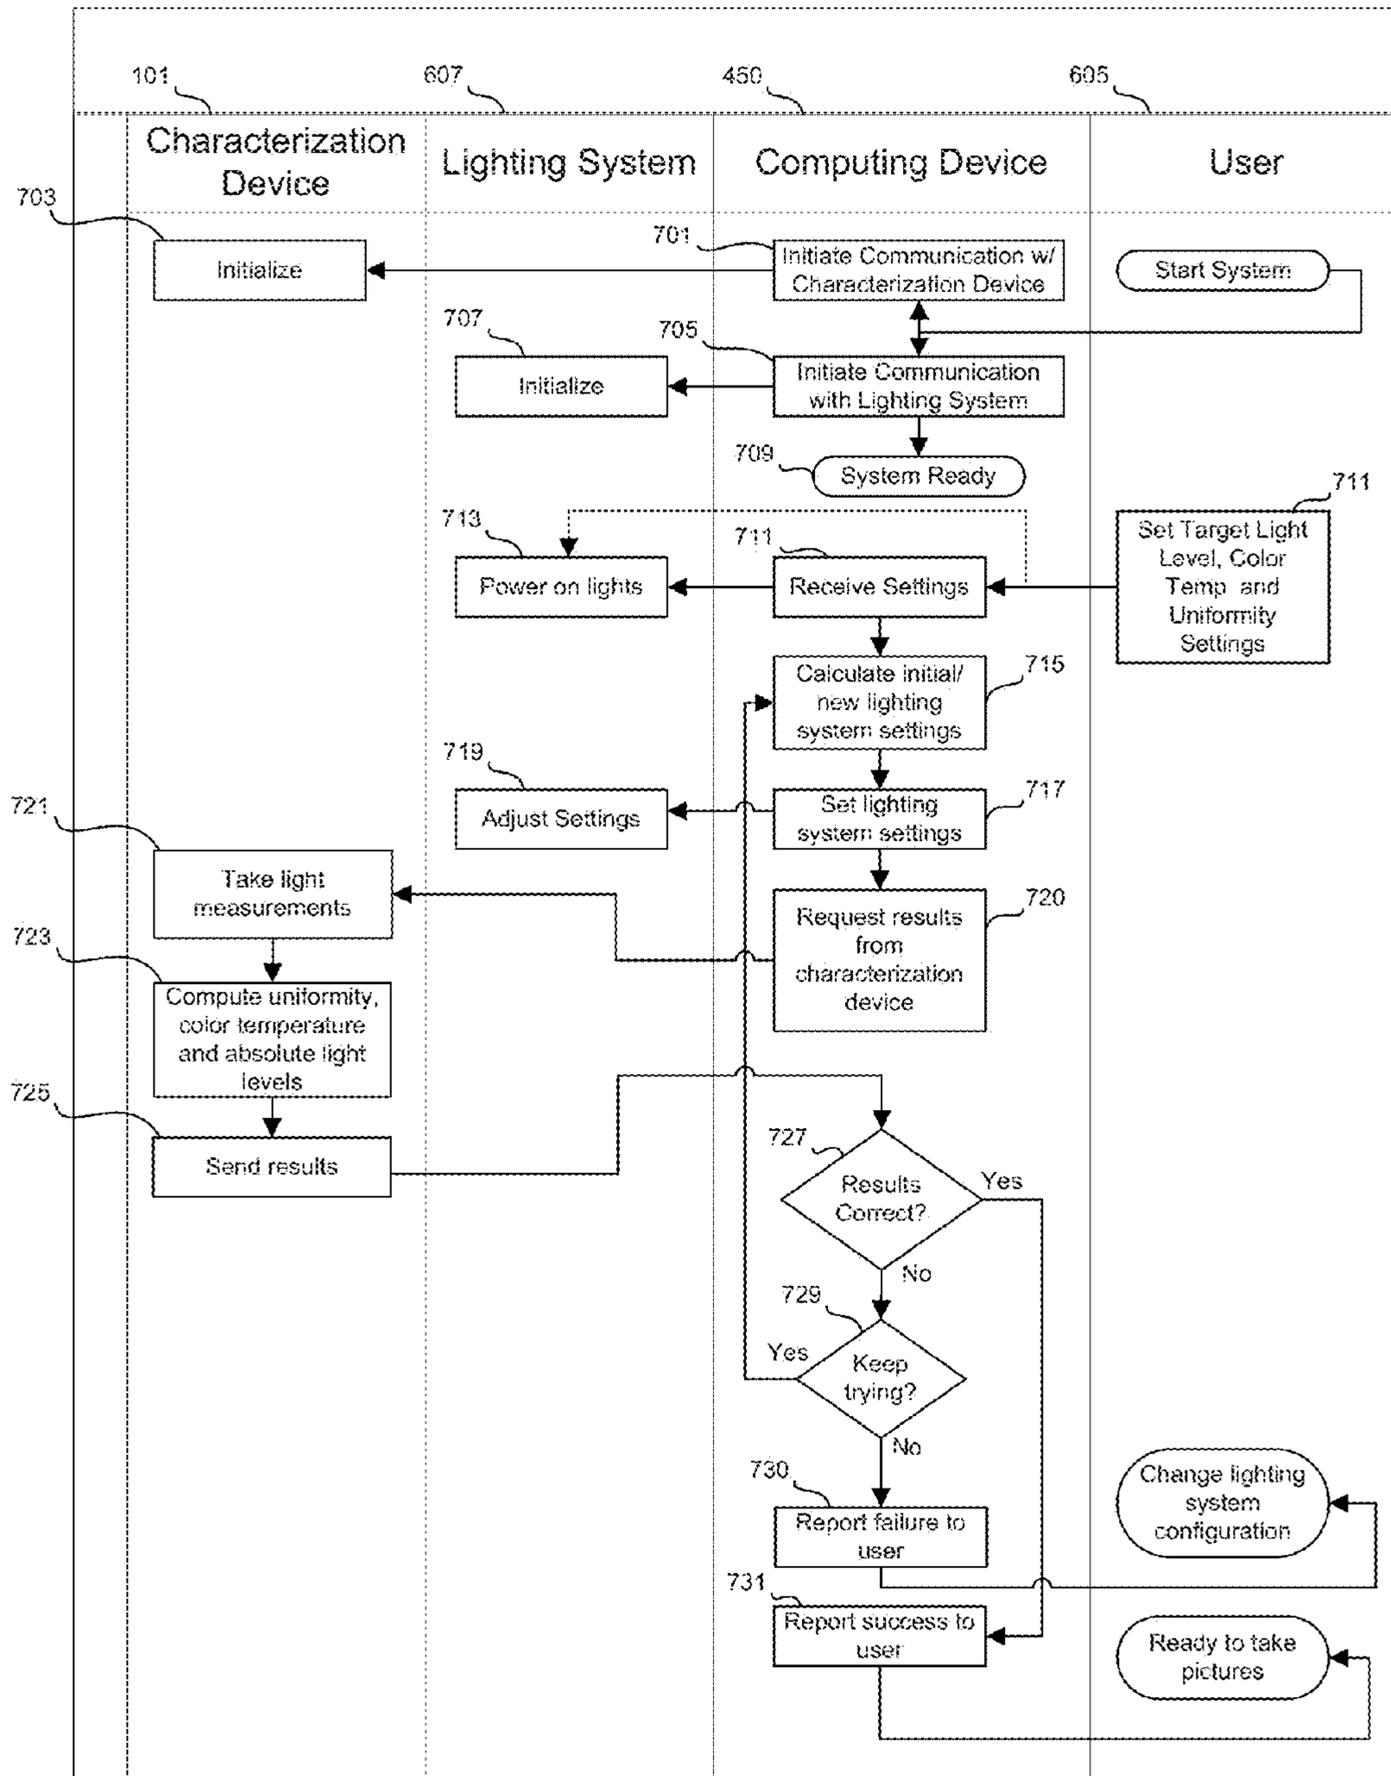 101
607
450
605
Characterization
Device
Lighting System
Computing Device
User
703
Initialize
701
Initiate Communication w/
Characterization Device
Start System
707
Initialize
705
Initiate Communication
with Lighting System
709
System Ready
713
Power on lights
711
Receive Settings
711
Set Target Light
Level, Color
Temp and
Uniformity
Settings
Calculate initial/
new lighting
system settings
715
719
Adjust Settings
Set lighting
system settings
717
721
Take light
measurements
Request results
from
characterization
device
720
723
Compute uniformity,
color temperature
and absolute light
levels
725
Send results
727
Results
Correct?
Yes
No
729
Keep
trying?
Yes
No
730
Report failure to
user
Change lighting
system
configuration
731
Report success to
user
Ready to take
pictures